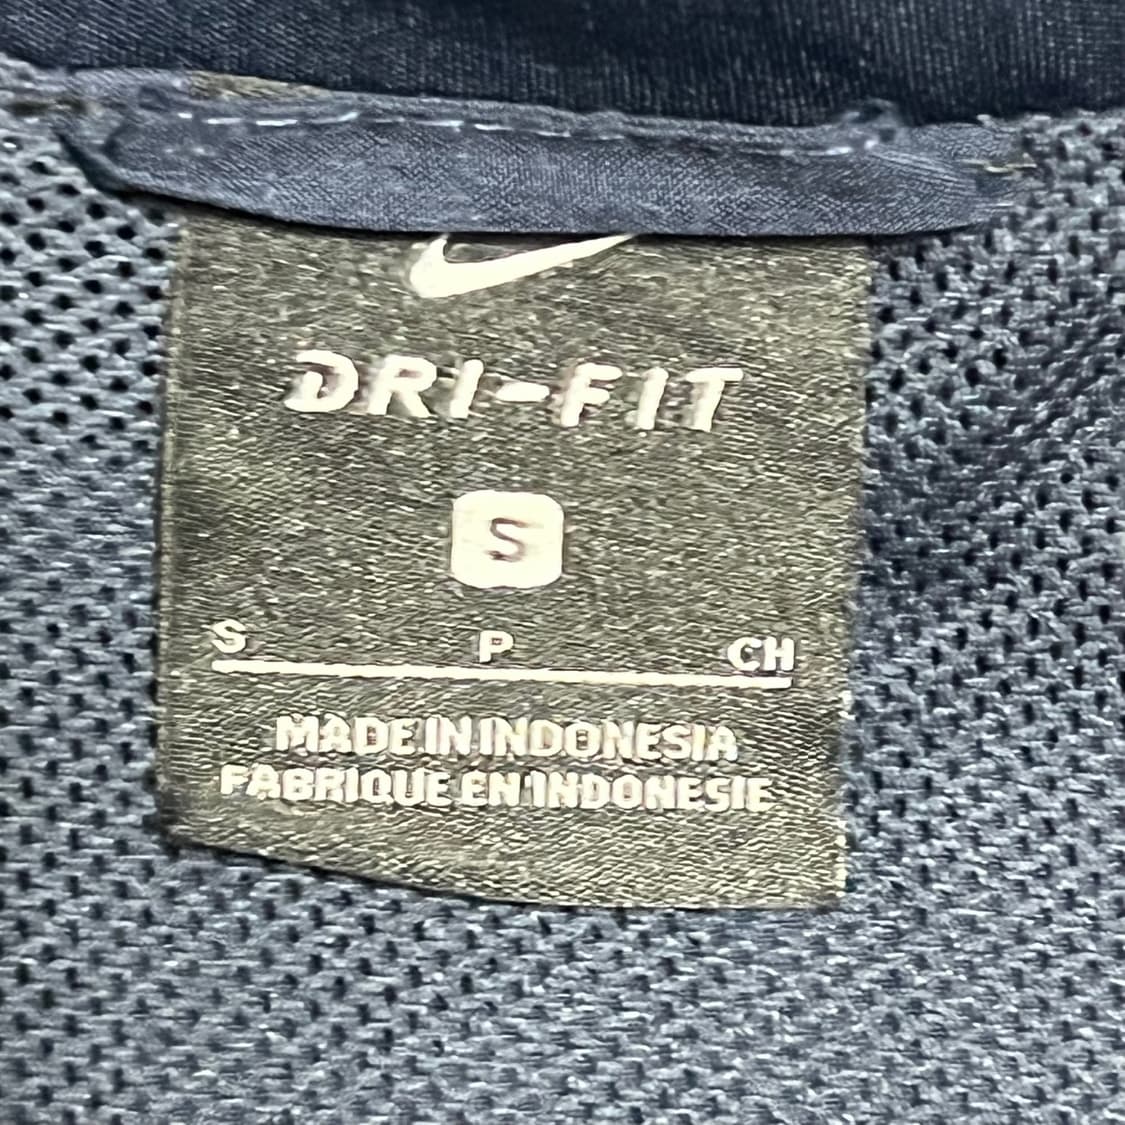 DRI-FIT
S
S P CH
MADE IN INDONESIA
FABRIQUE EN INDONESIE